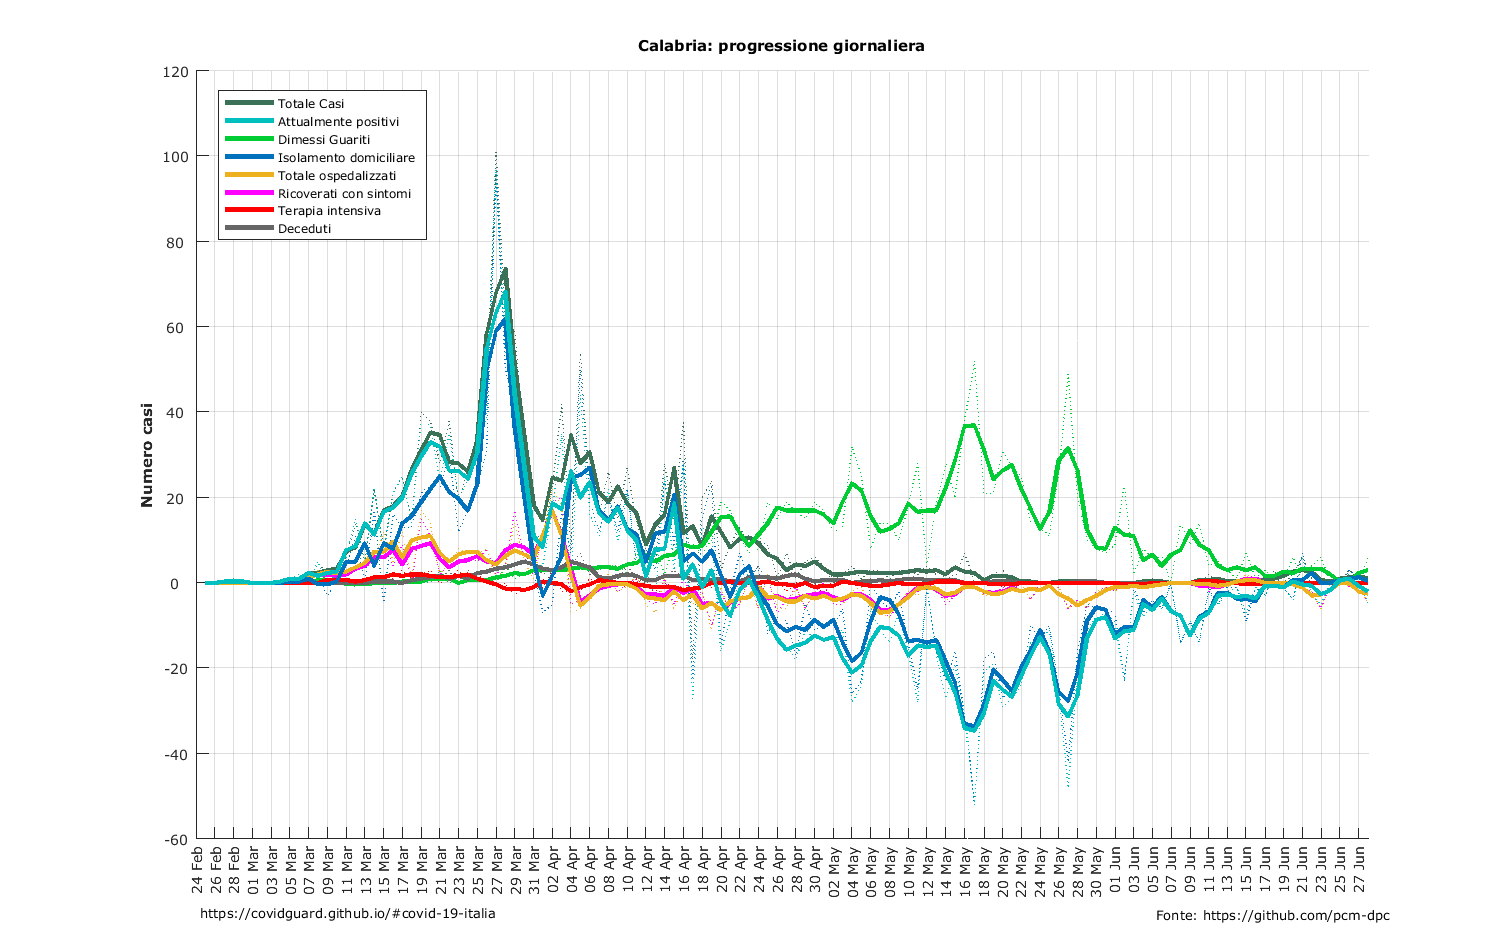 Calabria: progressione giornaliera
120
100
80
60
40
20
0
-20
-40
-60
Numero casi
Totale Casi
Attualmente positivi
Dimessi Guariti
Isolamento domiciliare
Totale ospedalizzati
Ricoverati con sintomi
Terapia intensiva
Deceduti
24 Feb
26 Feb
28 Feb
01 Mar
03 Mar
05 Mar
07 Mar
09 Mar
11 Mar
13 Mar
15 Mar
17 Mar
19 Mar
21 Mar
23 Mar
25 Mar
27 Mar
29 Mar
31 Mar
02 Apr
04 Apr
06 Apr
08 Apr
10 Apr
12 Apr
14 Apr
16 Apr
18 Apr
20 Apr
22 Apr
24 Apr
26 Apr
28 Apr
30 Apr
02 May
04 May
06 May
08 May
10 May
12 May
14 May
16 May
18 May
20 May
22 May
24 May
26 May
28 May
30 May
01 Jun
03 Jun
05 Jun
07 Jun
09 Jun
11 Jun
13 Jun
15 Jun
17 Jun
19 Jun
21 Jun
23 Jun
25 Jun
27 Jun
https://covidguard.github.io/#covid-19-italia
Fonte: https://github.com/pcm-dpc